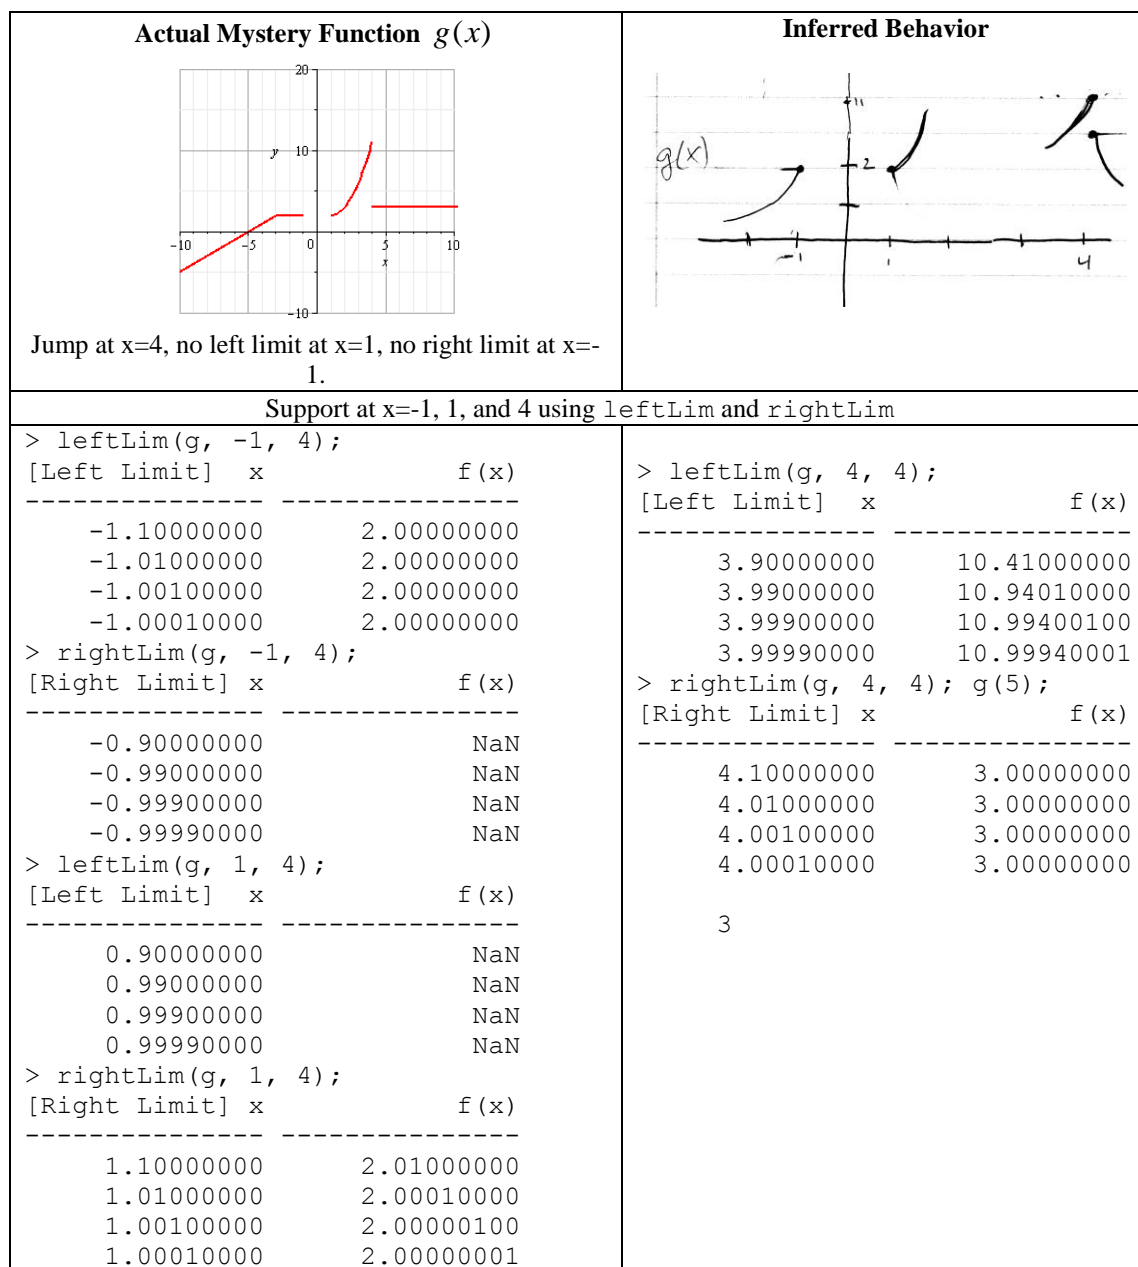 Actual Mystery Function g(x)
20
y 10
-10 -5 0 5 10
x
-10
Jump at x=4, no left limit at x=1, no right limit at x=-
1.
Inferred Behavior
11
g(x)
2
-1 1 4
Support at x=-1, 1, and 4 using leftLim and rightLim
> leftLim(g, -1, 4);
[Left Limit] x f(x)
--------------- ---------------
-1.10000000 2.00000000
-1.01000000 2.00000000
-1.00100000 2.00000000
-1.00010000 2.00000000
> rightLim(g, -1, 4);
[Right Limit] x f(x)
--------------- ---------------
-0.90000000 NaN
-0.99000000 NaN
-0.99900000 NaN
-0.99990000 NaN
> leftLim(g, 1, 4);
[Left Limit] x f(x)
--------------- ---------------
0.90000000 NaN
0.99000000 NaN
0.99900000 NaN
0.99990000 NaN
> rightLim(g, 1, 4);
[Right Limit] x f(x)
--------------- ---------------
1.10000000 2.01000000
1.01000000 2.00010000
1.00100000 2.00000100
1.00010000 2.00000001
> leftLim(g, 4, 4);
[Left Limit] x f(x)
--------------- ---------------
3.90000000 10.41000000
3.99000000 10.94010000
3.99900000 10.99400100
3.99990000 10.99940001
> rightLim(g, 4, 4); g(5);
[Right Limit] x f(x)
--------------- ---------------
4.10000000 3.00000000
4.01000000 3.00000000
4.00100000 3.00000000
4.00010000 3.00000000
3